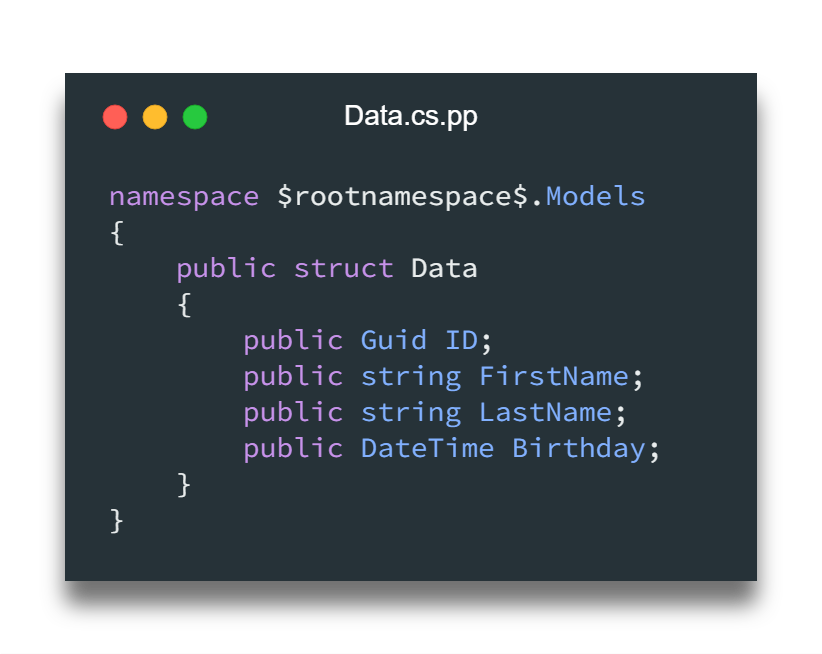 Data.cs.pp
namespace $rootnamespace$.Models
{
    public struct Data
    {
        public Guid ID;
        public string FirstName;
        public string LastName;
        public DateTime Birthday;
    }
}